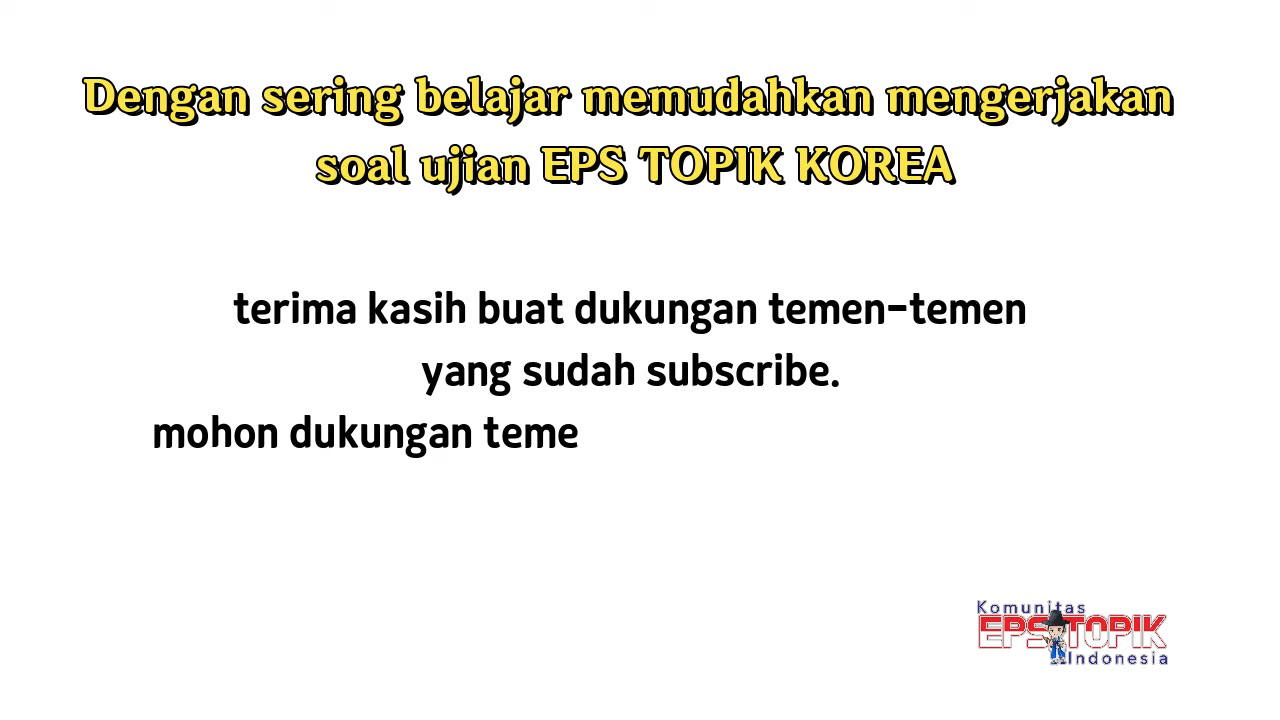 Dengan sering belajar memudahkan mengerjakan
soal ujian EPS TOPIK KOREA
terima kasih buat dukungan temen-temen
yang sudah subscribe.
mohon dukungan teme
Komunitas
EPS TOPIK
Indonesia